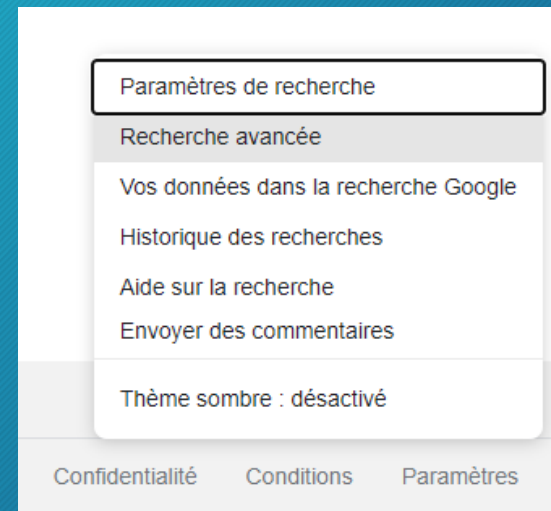 Paramètres de recherche
Recherche avancée
Vos données dans la recherche Google
Historique des recherches
Aide sur la recherche
Envoyer des commentaires
Thème sombre : désactivé
Confidentialité Conditions Paramètres